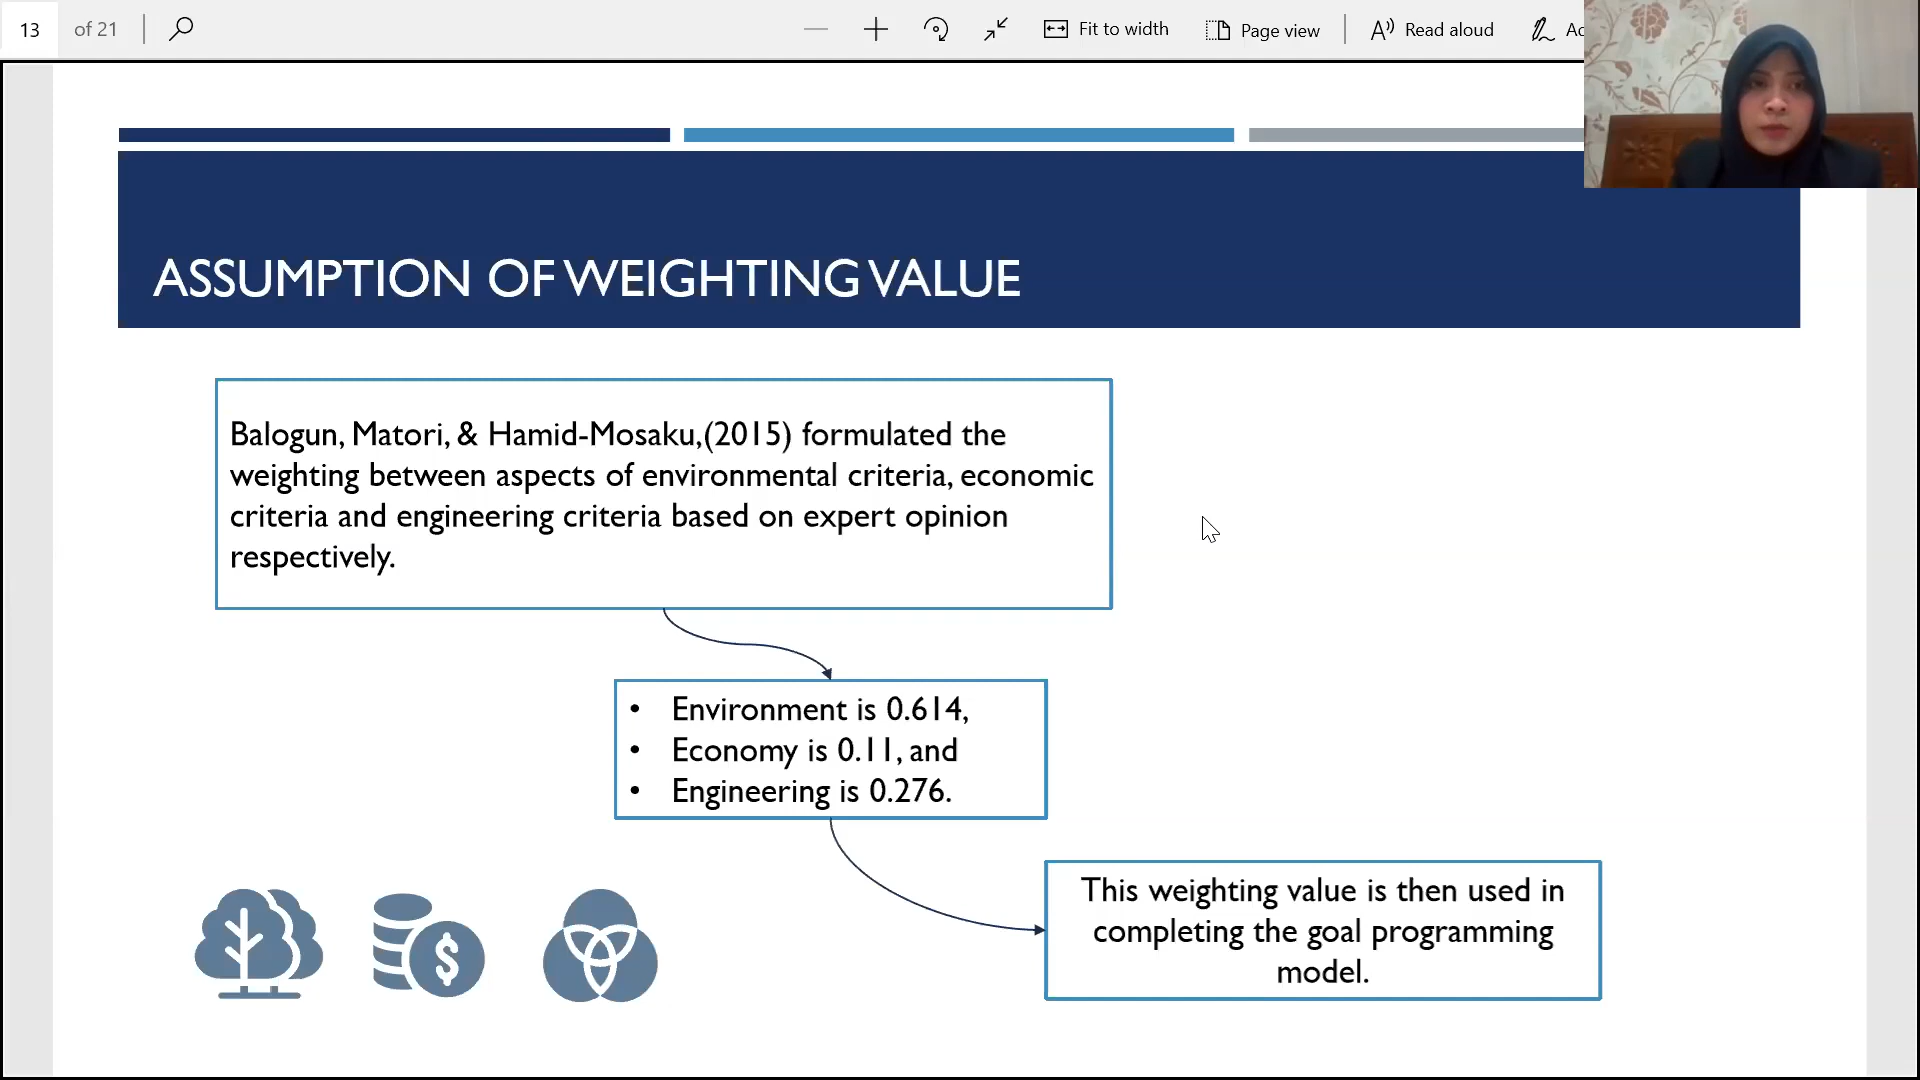 13 of 21 Fit to width Page view Read aloud
ASSUMPTION OF WEIGHTING VALUE
Balogun, Matori, & Hamid-Mosaku,(2015) formulated the
weighting between aspects of environmental criteria, economic
criteria and engineering criteria based on expert opinion
respectively.
• Environment is 0.614,
• Economy is 0.11, and
• Engineering is 0.276.
This weighting value is then used in
completing the goal programming
model.
$